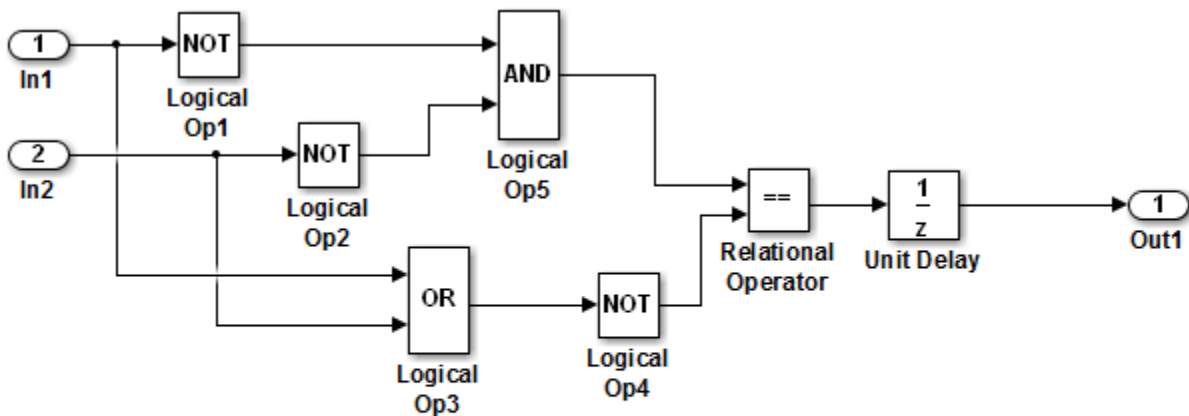 1
In1
NOT
Logical
Op1
AND
Logical
Op5
2
In2
NOT
Logical
Op2
==
Relational
Operator
1
z
Unit Delay
1
Out1
OR
Logical
Op3
NOT
Logical
Op4